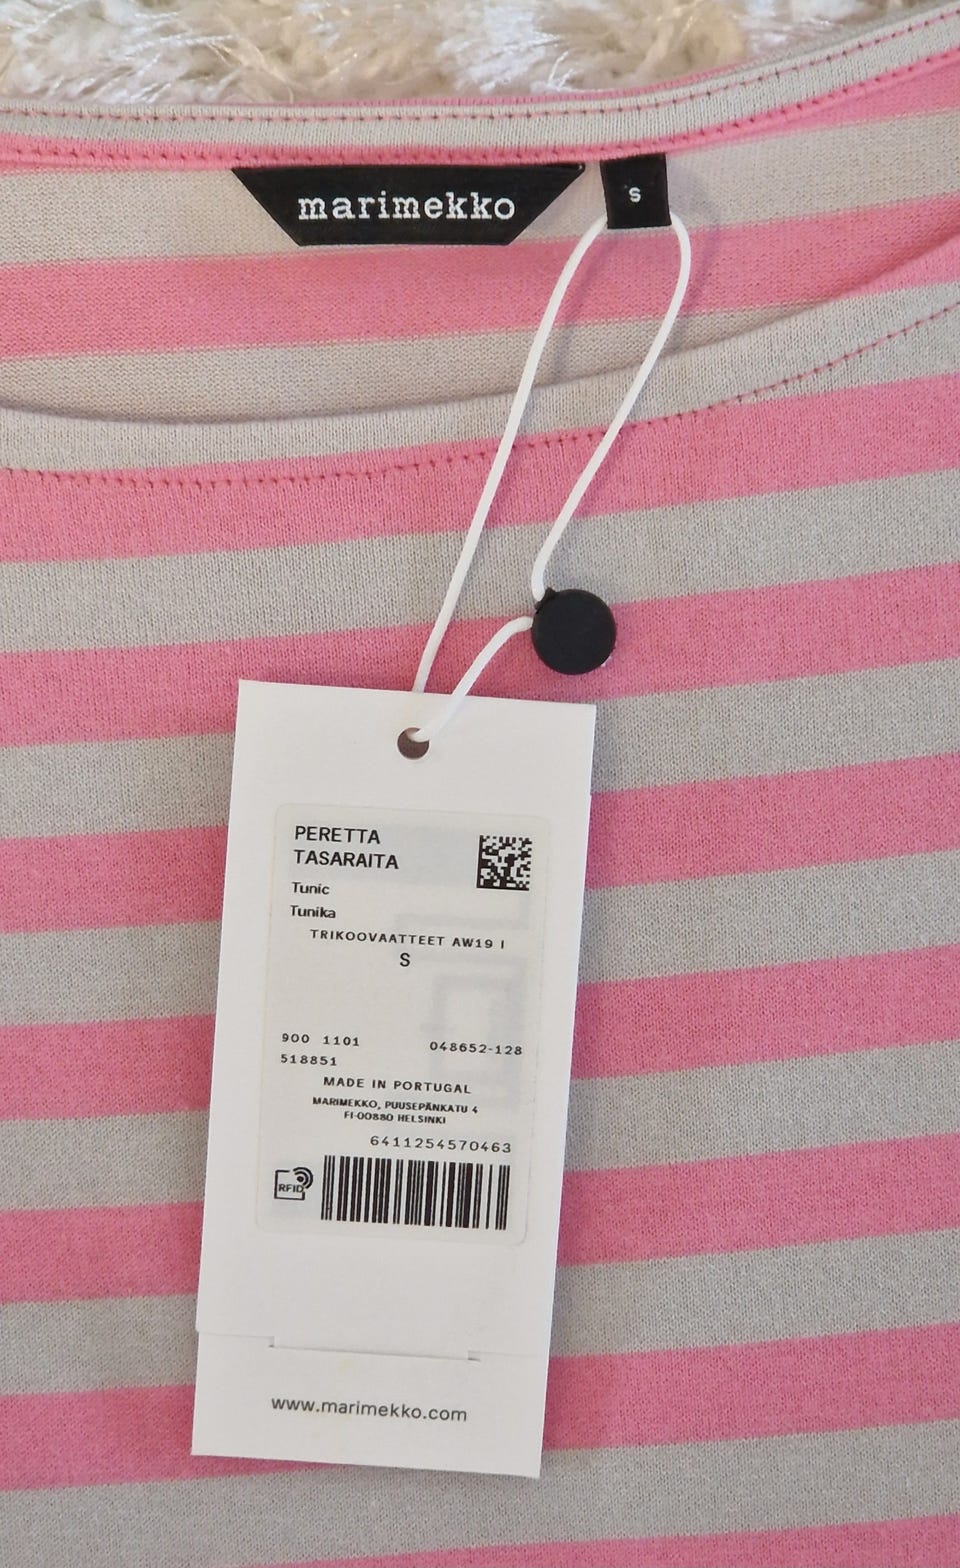 marimekko
S
PERETTA
TASARAITA
Tunic
Tunika
TRIKOOVAATTEET AW19 I
S
900 1101 048652-128
518851
MADE IN PORTUGAL
MARIMEKKO, PUUSEPÄNKATU 4
FI-00880 HELSINKI
6411254570463
RFID
www.marimekko.com